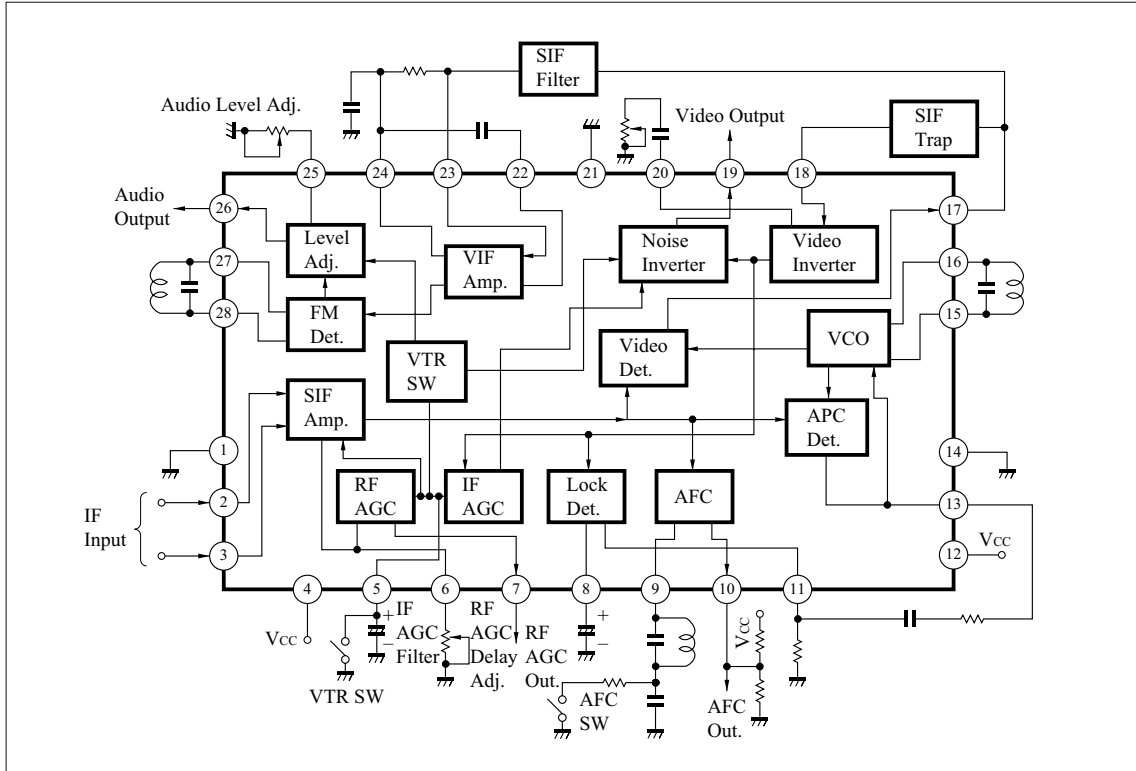 SIF
Filter
Audio Level Adj.
Video Output
SIF
Trap
25
24
23
22
21
20
19
18
Audio
Output
26
17
Level
Adj.
VIF
Amp.
Noise
Inverter
Video
Inverter
27
16
28
FM
Det.
15
VTR
SW
Video
Det.
VCO
SIF
Amp.
APC
Det.
1
14
RF
AGC
IF
AGC
Lock
Det.
AFC
2
13
IF
Input
3
12
VCC
4
5
6
7
8
9
10
11
VCC
+
−
VTR SW
IF
AGC
Filter
RF
AGC
Delay
Adj.
RF
AGC
Out.
+
−
AFC
SW
VCC
AFC
Out.